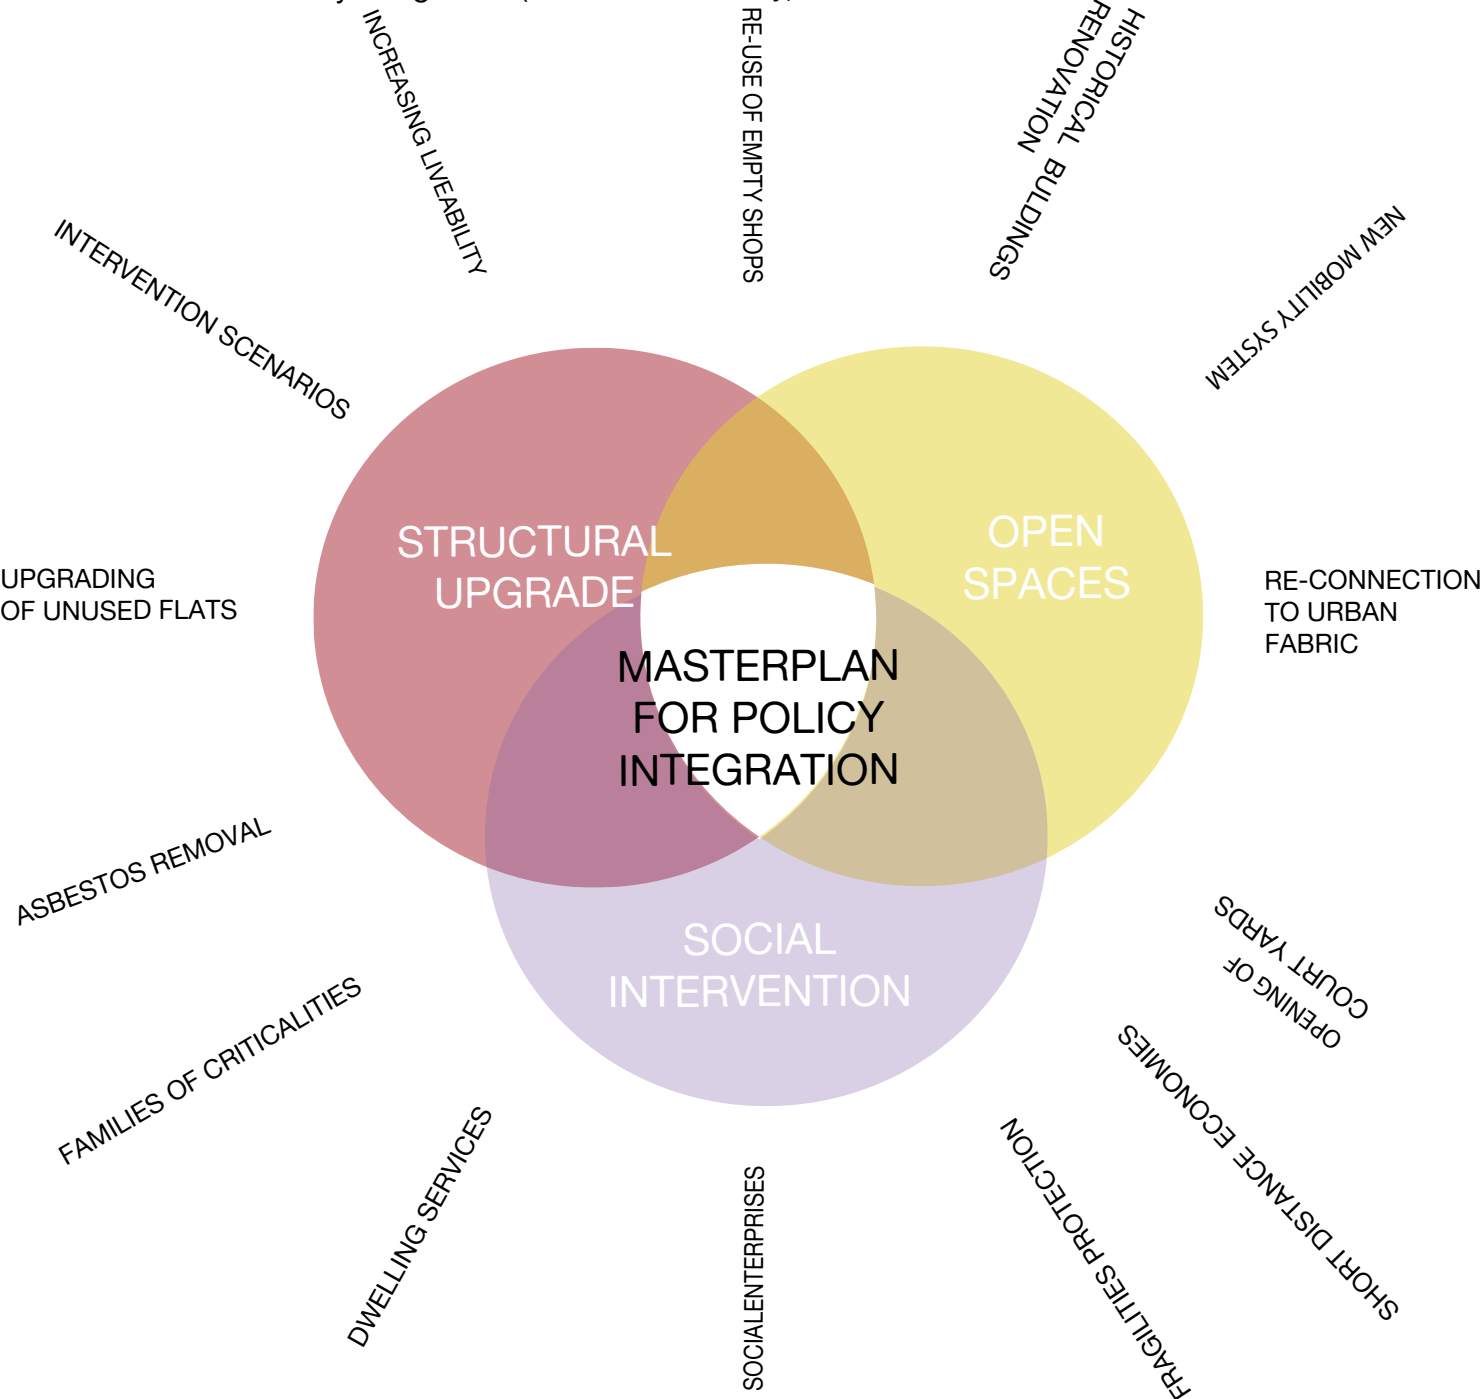 INCREASING LIVEABILITY
RE-USE OF EMPTY SHOPS
HISTORICAL BULDINGS
RENOVATION
NEW MOBILITY SYSTEM
INTERVENTION SCENARIOS
STRUCTURAL
UPGRADE
OPEN
SPACES
UPGRADING
OF UNUSED FLATS
RE-CONNECTION
TO URBAN
FABRIC
MASTERPLAN
FOR POLICY
INTEGRATION
ASBESTOS REMOVAL
SOCIAL
INTERVENTION
OPENING OF
COURT YARDS
FAMILIES OF CRITICALITIES
SHORT DISTANCE ECONOMIES
DWELLING SERVICES
SOCIALENTERPRISES
FRAGILITIES PROTECTION